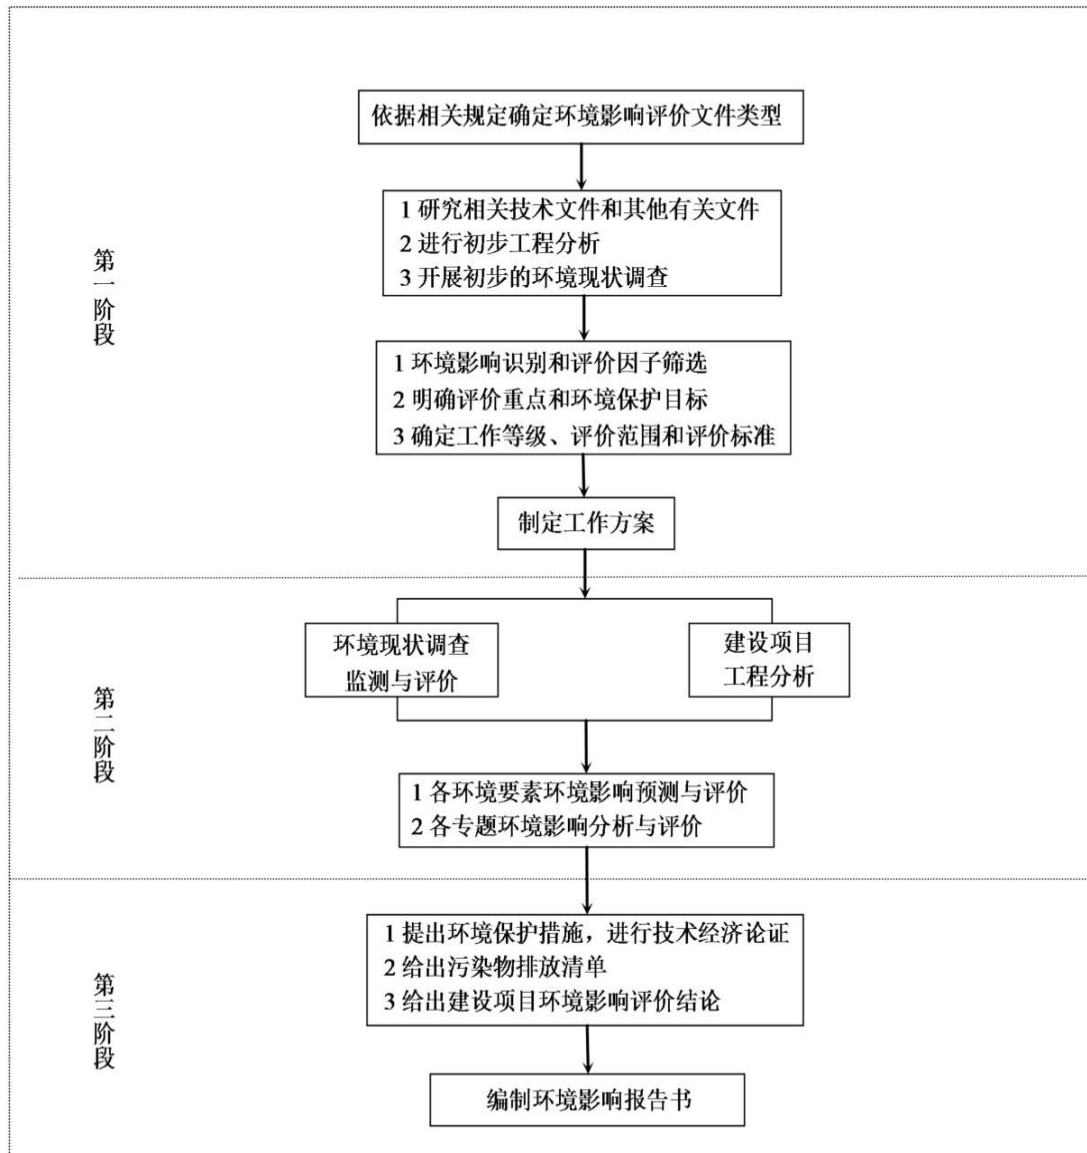 依据相关规定确定环境影响评价文件类型
第一阶段
1 研究相关技术文件和其他有关文件
2 进行初步工程分析
3 开展初步的环境现状调查
1 环境影响识别和评价因子筛选
2 明确评价重点和环境保护目标
3 确定工作等级、评价范围和评价标准
制定工作方案
第二阶段
环境现状调查
监测与评价
建设项目
工程分析
1 各环境要素环境影响预测与评价
2 各专题环境影响分析与评价
第三阶段
1 提出环境保护措施，进行技术经济论证
2 给出污染物排放清单
3 给出建设项目环境影响评价结论
编制环境影响报告书